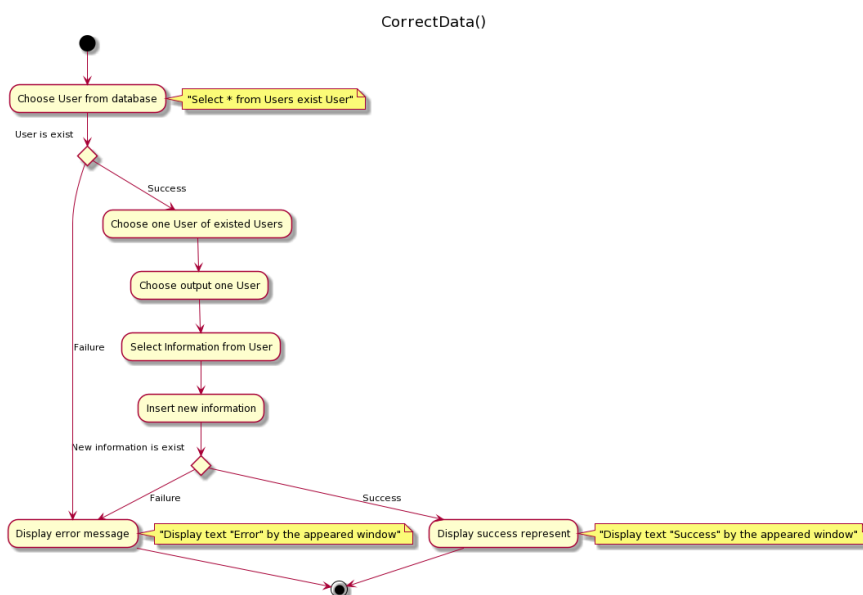 CorrectData()
Choose User from database
"Select * from Users exist User"
User is exist
Success
Choose one User of existed Users
Choose output one User
Failure
Select Information from User
Insert new information
New information is exist
Failure
Success
Display error message
"Display text "Error" by the appeared window"
Display success represent
"Display text "Success" by the appeared window"